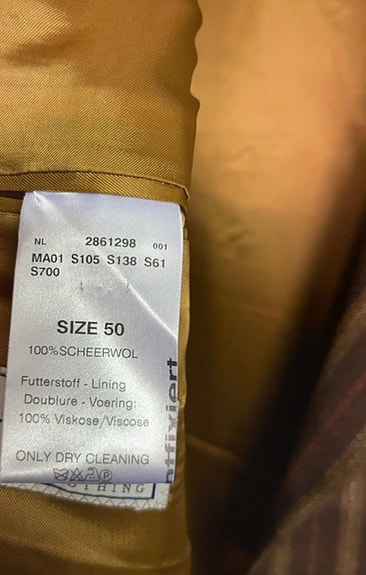 NL 2861298 001
MA01 S105 S138 S61
S700
SIZE 50
100%SCHEERWOL
Futterstoff - Lining
Doublure - Voering:
100% Viskose/Viscose
ONLY DRY CLEANING
THING